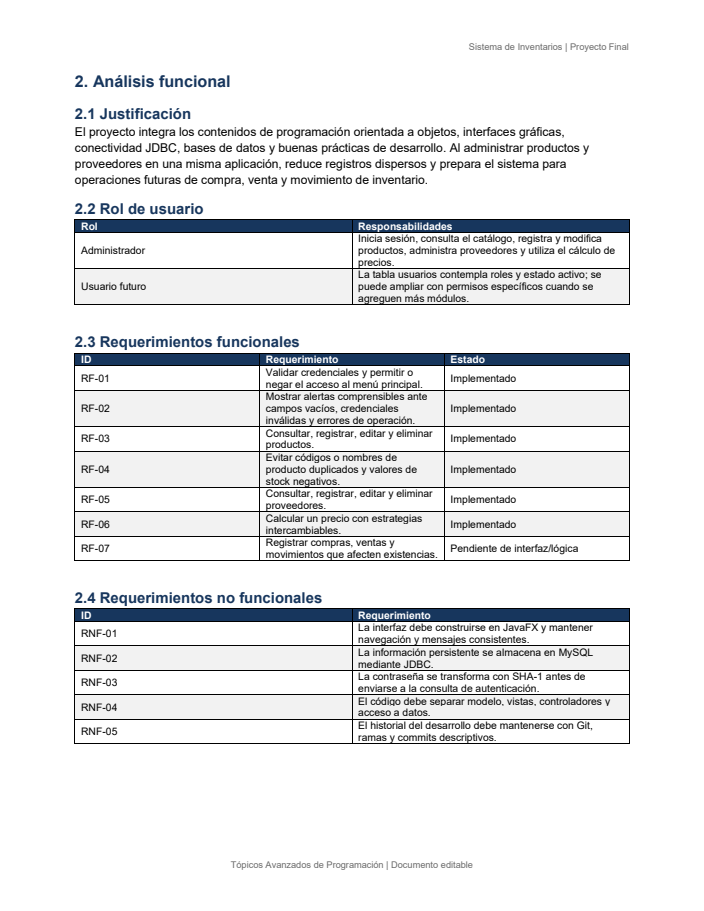 Sistema de Inventarios | Proyecto Final
2. Análisis funcional
2.1 Justificación
El proyecto integra los contenidos de programación orientada a objetos, interfaces gráficas,
conectividad JDBC, bases de datos y buenas prácticas de desarrollo. Al administrar productos y
proveedores en una misma aplicación, reduce registros dispersos y prepara el sistema para
operaciones futuras de compra, venta y movimiento de inventario.
2.2 Rol de usuario
Rol Responsabilidades
Administrador
Inicia sesión, consulta el catálogo, registra y modifica
productos, administra proveedores y utiliza el cálculo de
precios.
Usuario futuro
La tabla usuarios contempla roles y estado activo; se
puede ampliar con permisos específicos cuando se
agreguen más módulos.
2.3 Requerimientos funcionales
ID Requerimiento Estado
RF-01
Validar credenciales y permitir o
negar el acceso al menú principal.
Implementado
RF-02
Mostrar alertas comprensibles ante
campos vacíos, credenciales
inválidas y errores de operación.
Implementado
RF-03
Consultar, registrar, editar y eliminar
productos.
Implementado
RF-04
Evitar códigos o nombres de
producto duplicados y valores de
stock negativos.
Implementado
RF-05
Consultar, registrar, editar y eliminar
proveedores.
Implementado
RF-06
Calcular un precio con estrategias
intercambiables.
Implementado
RF-07
Registrar compras, ventas y
movimientos que afecten existencias.
Pendiente de interfaz/lógica
2.4 Requerimientos no funcionales
ID Requerimiento
RNF-01
La interfaz debe construirse en JavaFX y mantener
navegación y mensajes consistentes.
RNF-02
La información persistente se almacena en MySQL
mediante JDBC.
RNF-03
La contraseña se transforma con SHA-1 antes de
enviarse a la consulta de autenticación.
RNF-04
El código debe separar modelo, vistas, controladores y
acceso a datos.
RNF-05
El historial del desarrollo debe mantenerse con Git,
ramas y commits descriptivos.
Tópicos Avanzados de Programación | Documento editable